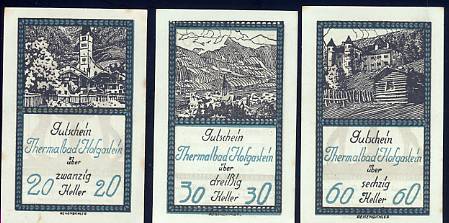 Gutschein
Thermalbad Hofgastein
über
zwanzig
20 Heller 20
Gutschein
Thermalbad Hofgastein
über
dreißig
30 Heller 30
Gutschein
Thermalbad Hofgastein
über
sechzig
60 Heller 60